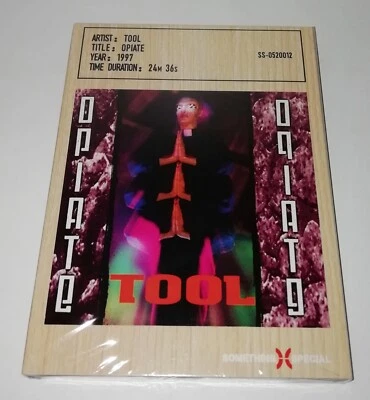 ARTIST: TOOL
TITLE: OPIATE
YEAR: 1997
TIME DURATION: 24M 36S
SS-0520012
OPIATE
OPIATE
TOOL
SOMETHING SPECIAL